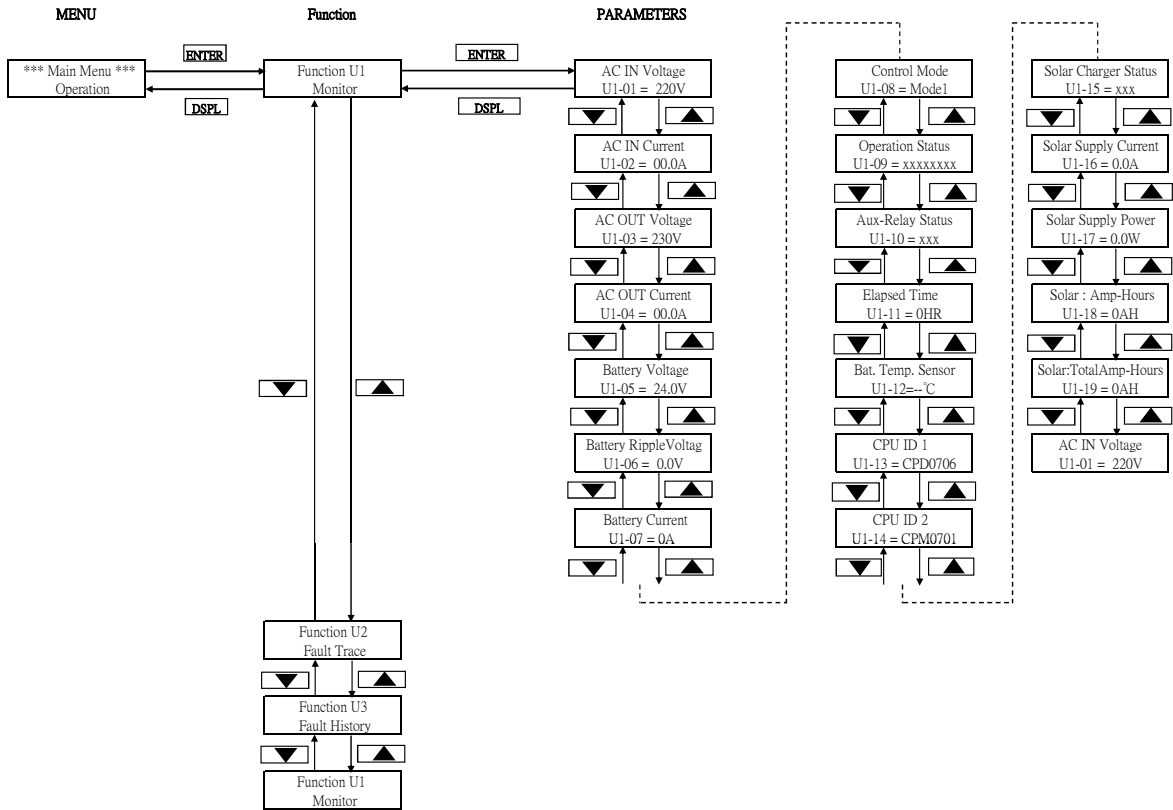 MENU
Function
PARAMETERS
*** Main Menu ***
Operation
ENTER
DSPL
Function U1
Monitor
ENTER
DSPL
Function U2
Fault Trace
Function U3
Fault History
Function U1
Monitor
AC IN Voltage
U1-01 = 220V
AC IN Current
U1-02 = 00.0A
AC OUT Voltage
U1-03 = 230V
AC OUT Current
U1-04 = 00.0A
Battery Voltage
U1-05 = 24.0V
Battery RippleVoltag
U1-06 = 0.0V
Battery Current
U1-07 = 0A
Control Mode
U1-08 = Mode1
Operation Status
U1-09 = xxxxxxxx
Aux-Relay Status
U1-10 = xxx
Elapsed Time
U1-11 = 0HR
Bat. Temp. Sensor
U1-12=--℃
CPU ID 1
U1-13 = CPD0706
CPU ID 2
U1-14 = CPM0701
Solar Charger Status
U1-15 = xxx
Solar Supply Current
U1-16 = 0.0A
Solar Supply Power
U1-17 = 0.0W
Solar : Amp-Hours
U1-18 = 0AH
Solar:TotalAmp-Hours
U1-19 = 0AH
AC IN Voltage
U1-01 = 220V